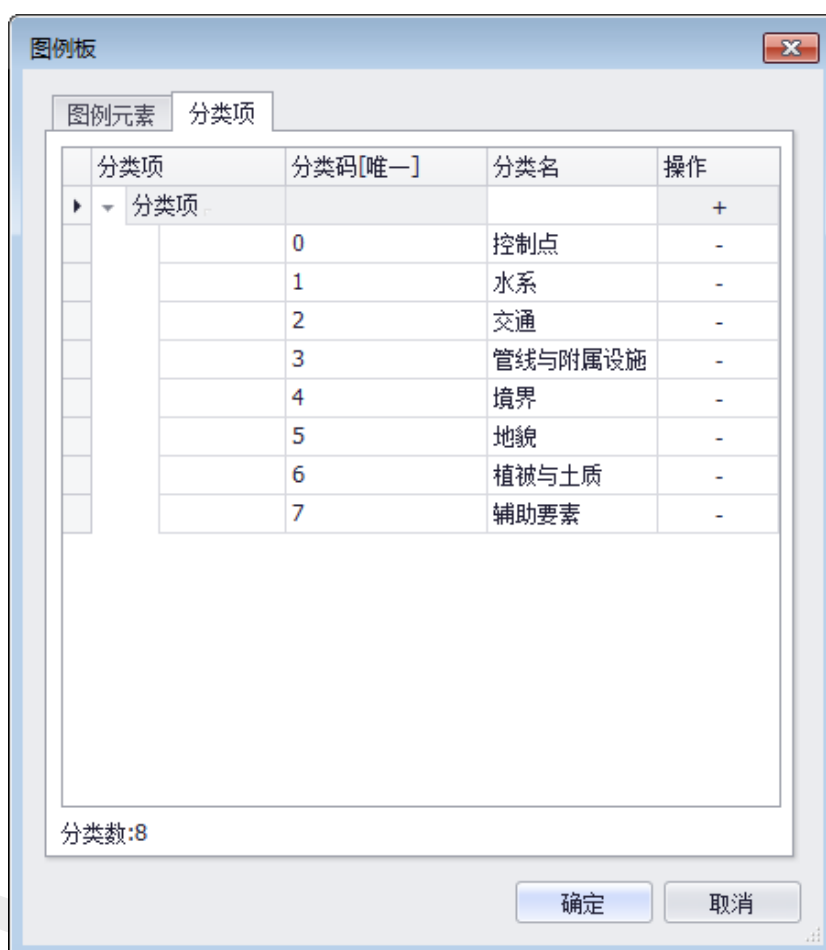 图例板
图例元素 分类项
分类项 分类码[唯一] 分类名 操作
分类项 +
0 控制点 -
1 水系 -
2 交通 -
3 管线与附属设施 -
4 境界 -
5 地貌 -
6 植被与土质 -
7 辅助要素 -
分类数:8
确定 取消